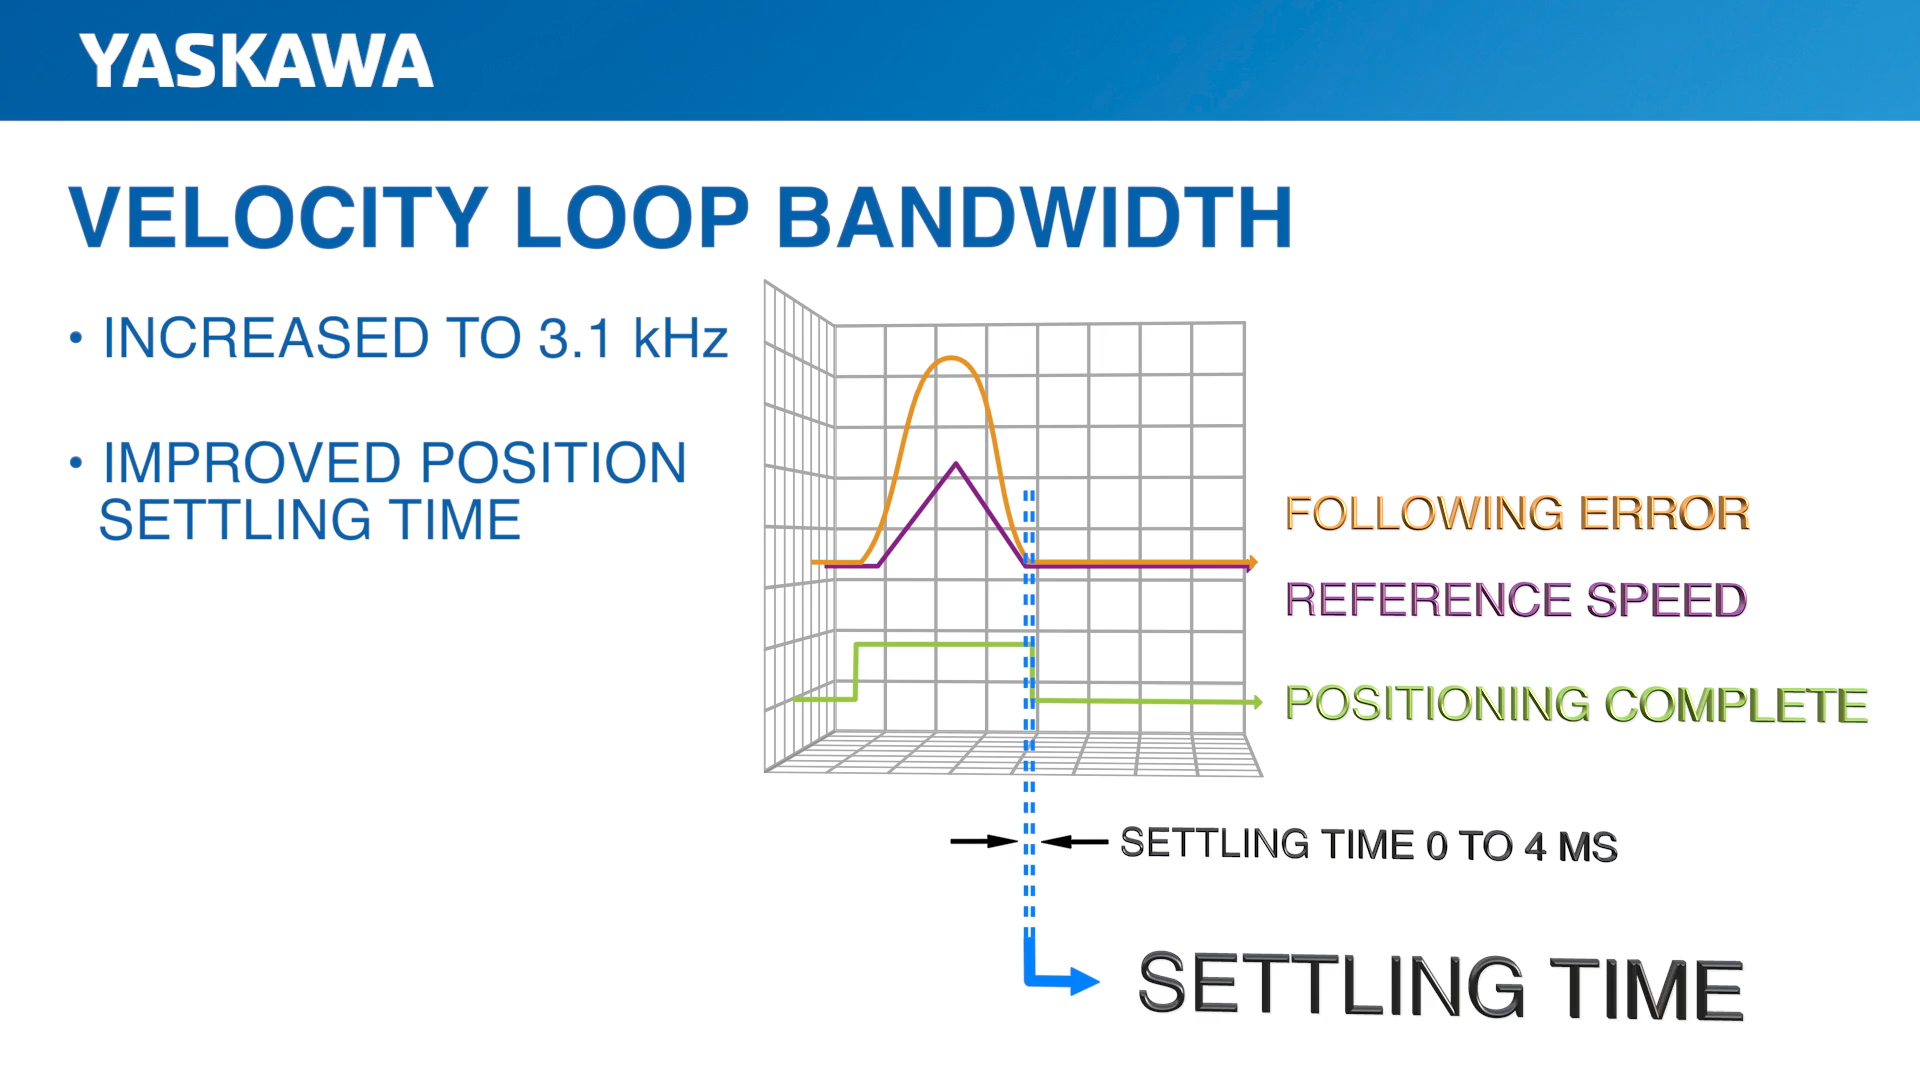 YASKAWA
VELOCITY LOOP BANDWIDTH
• INCREASED TO 3.1 kHz
• IMPROVED POSITION
SETTLING TIME
FOLLOWING ERROR
REFERENCE SPEED
POSITIONING COMPLETE
SETTLING TIME 0 TO 4 MS
SETTLING TIME